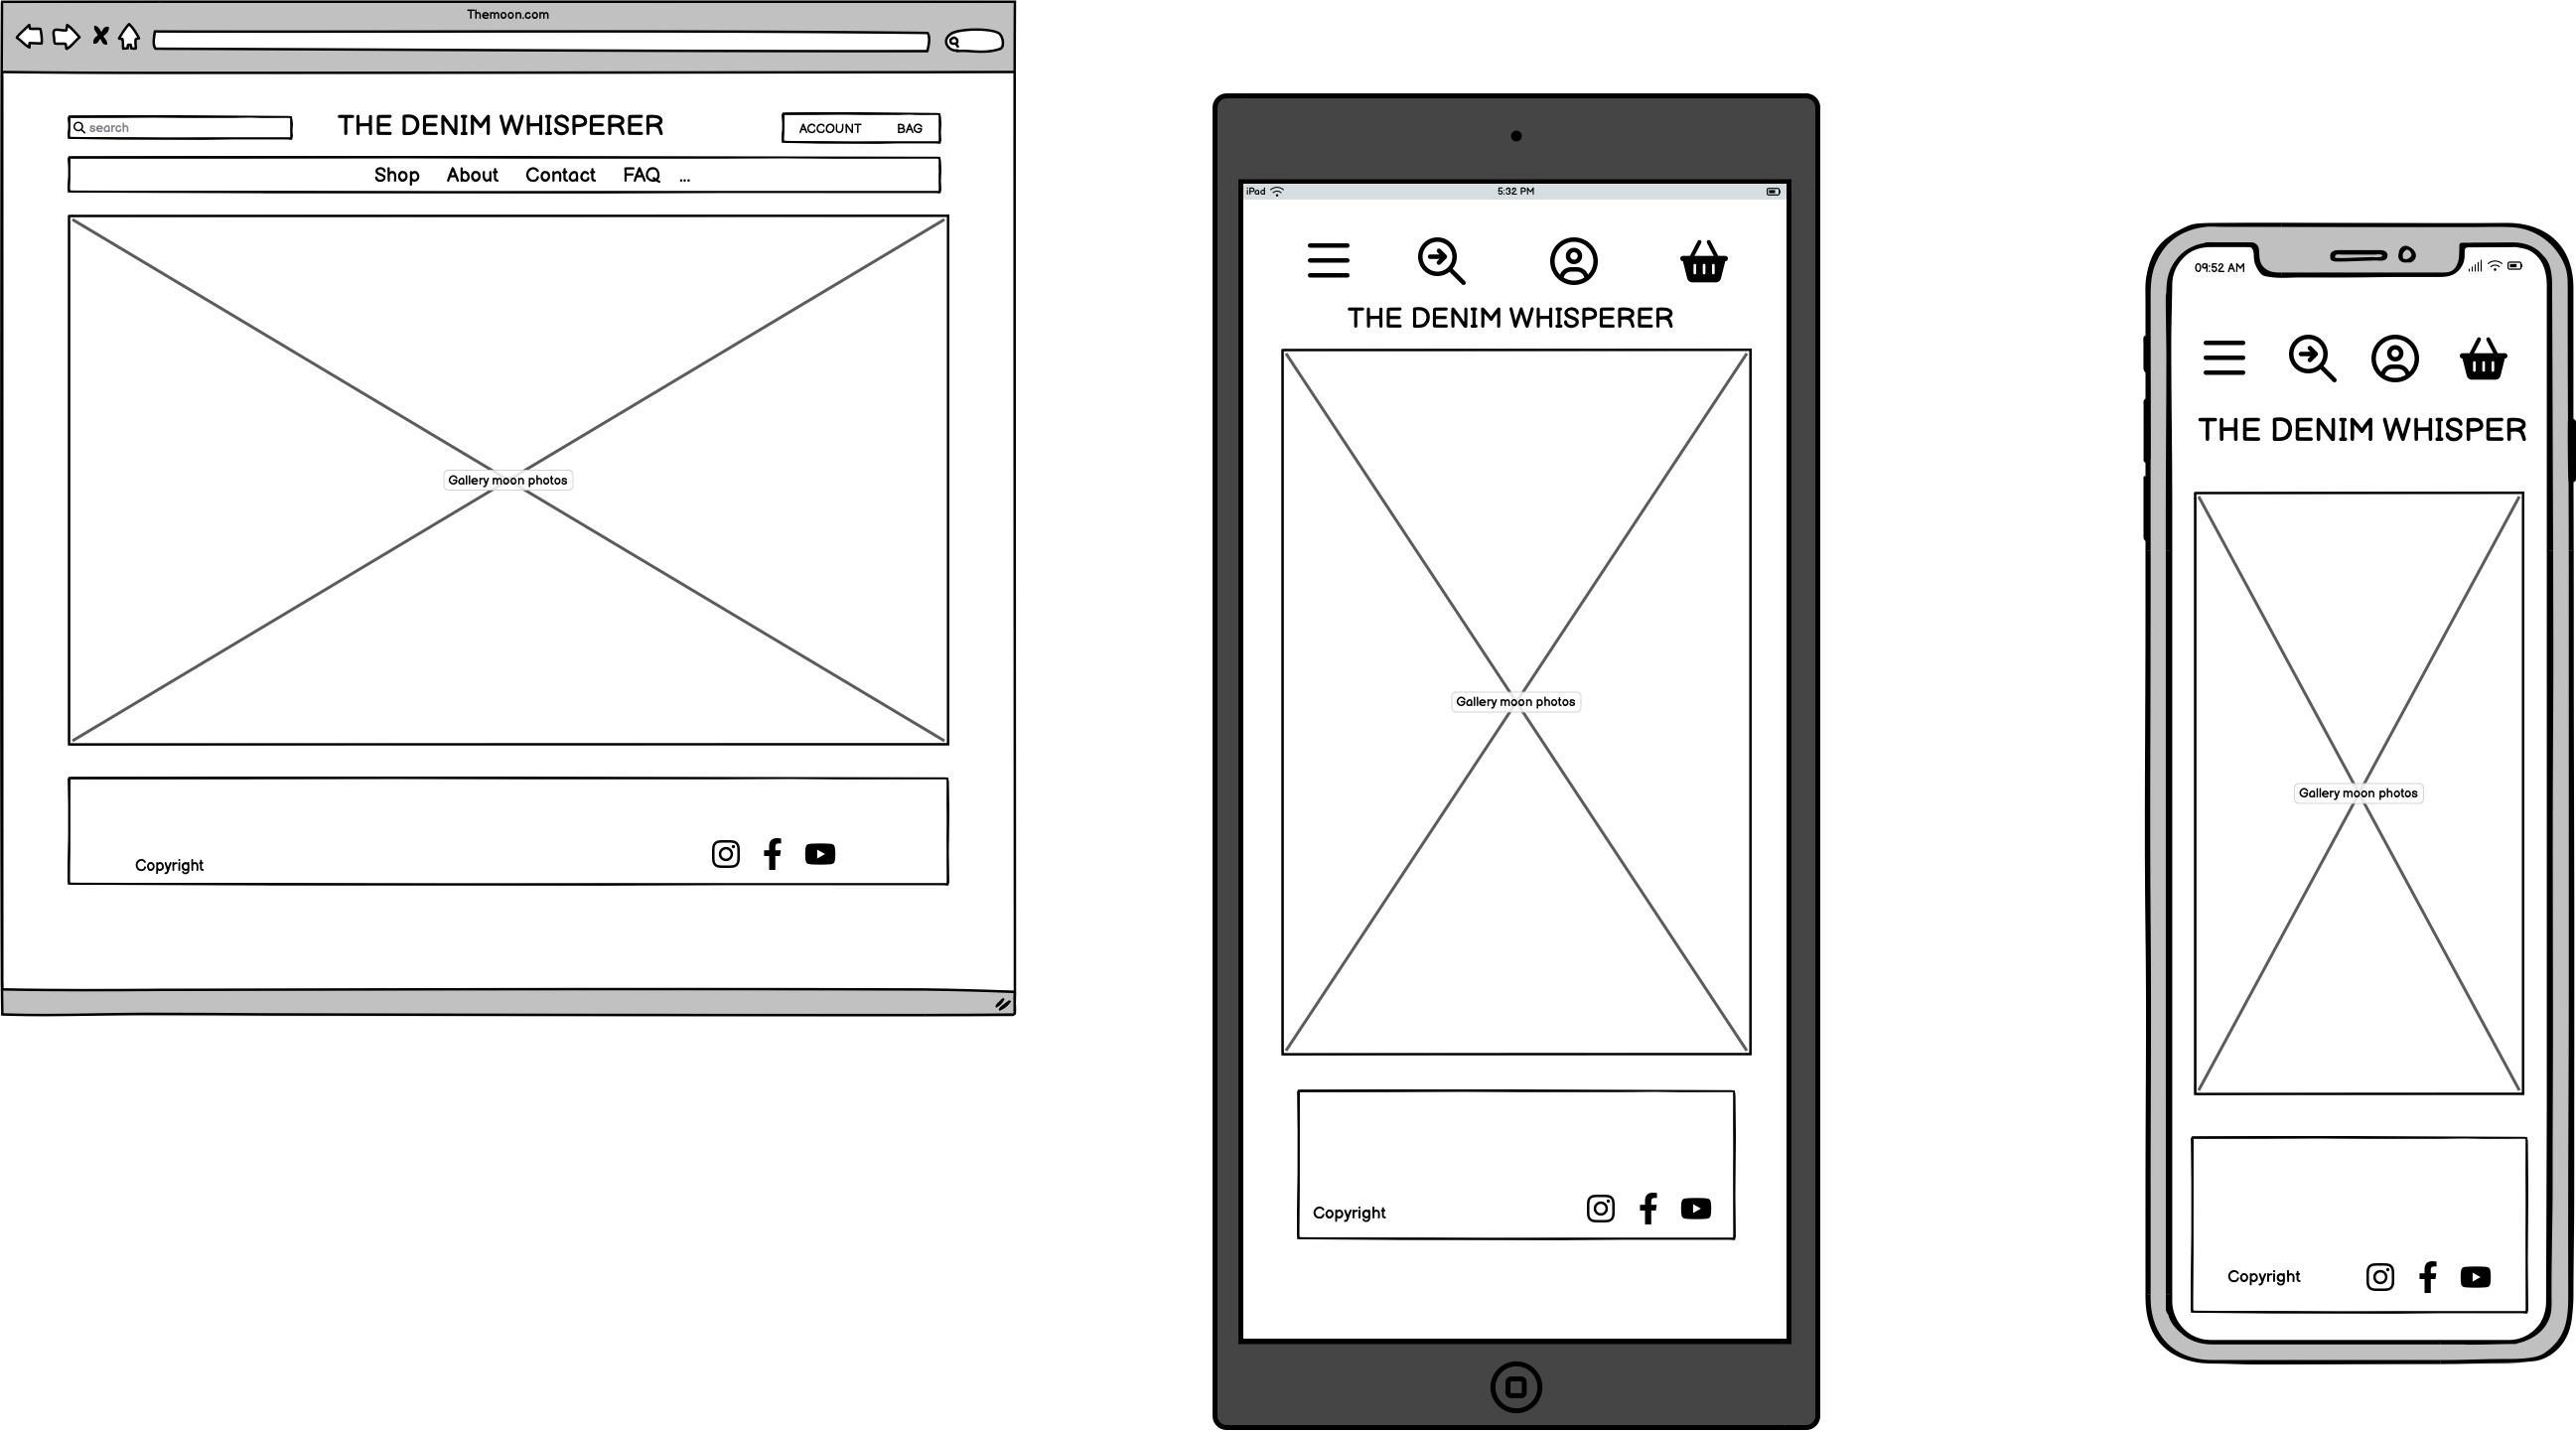 Themoon.com
search
THE DENIM WHISPERER
ACCOUNT BAG
Shop About Contact FAQ ...
Gallery moon photos
Copyright
iPad 5:32 PM
THE DENIM WHISPERER
Gallery moon photos
Copyright
09:52 AM
THE DENIM WHISPER
Gallery moon photos
Copyright